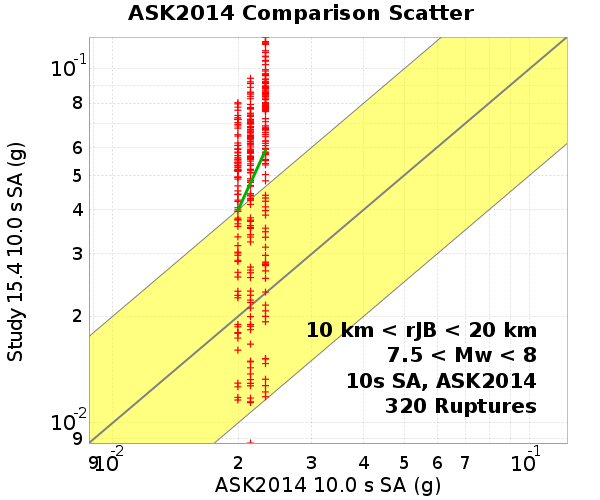 ASK2014 Comparison Scatter
Study 15.4 10.0 s SA (g)
10-1
8
6
5
4
3
2
10-2
9
10 km < rJB < 20 km
7.5 < Mw < 8
10s SA, ASK2014
320 Ruptures
9 10-2 2 3 4 5 6 7 10-1
ASK2014 10.0 s SA (g)